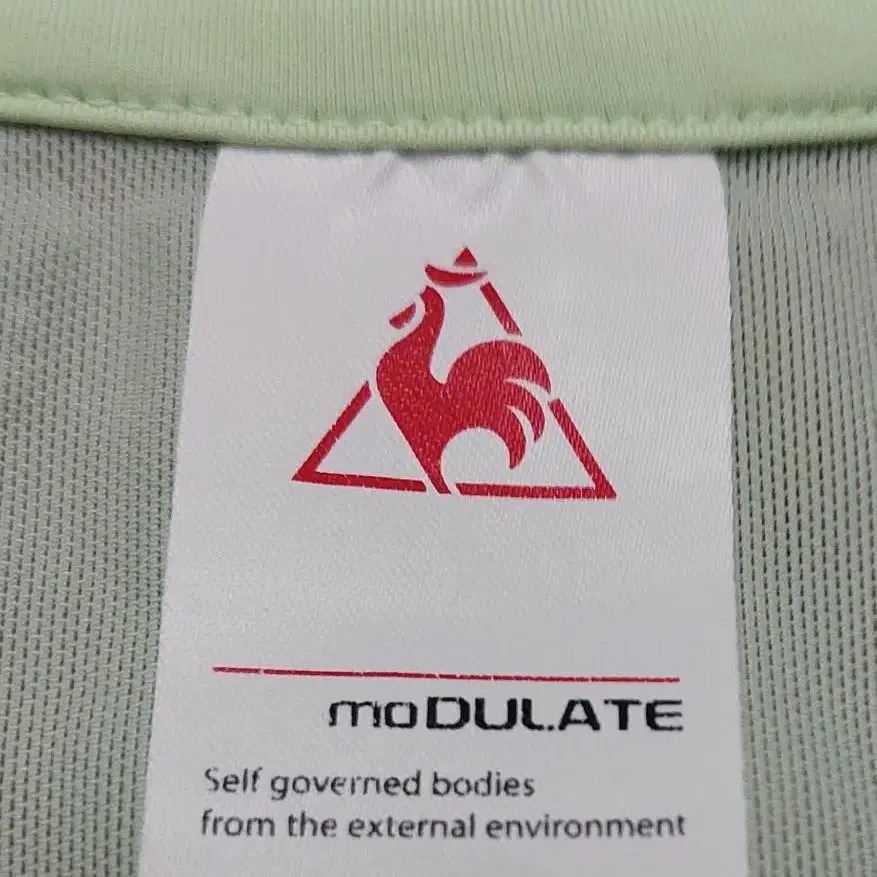 moDULATE
Self governed bodies
from the external environment